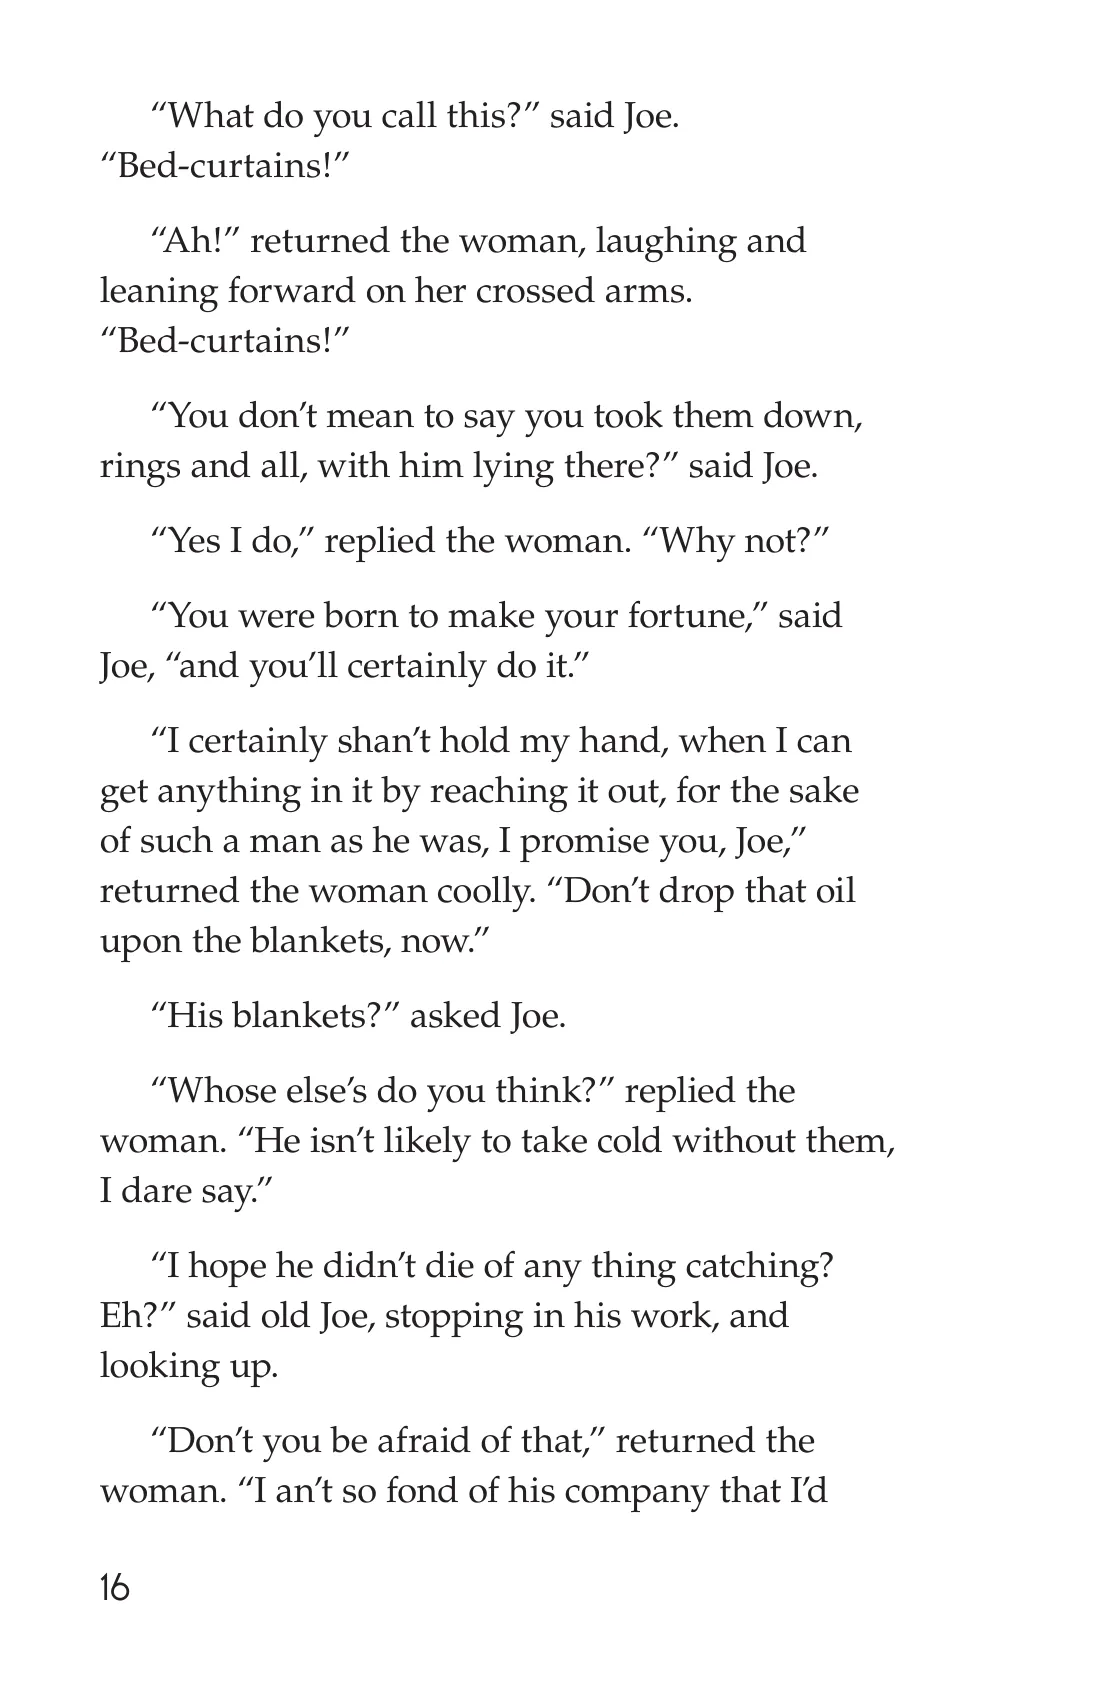 “What do you call this?” said Joe.
“Bed-curtains!”
“Ah!” returned the woman, laughing and
leaning forward on her crossed arms.
“Bed-curtains!”
“You don’t mean to say you took them down,
rings and all, with him lying there?” said Joe.
“Yes I do,” replied the woman. “Why not?”
“You were born to make your fortune,” said
Joe, “and you’ll certainly do it.”
“I certainly shan’t hold my hand, when I can
get anything in it by reaching it out, for the sake
of such a man as he was, I promise you, Joe,”
returned the woman coolly. “Don’t drop that oil
upon the blankets, now.”
“His blankets?” asked Joe.
“Whose else’s do you think?” replied the
woman. “He isn’t likely to take cold without them,
I dare say.”
“I hope he didn’t die of any thing catching?
Eh?” said old Joe, stopping in his work, and
looking up.
“Don’t you be afraid of that,” returned the
woman. “I an’t so fond of his company that I’d
16